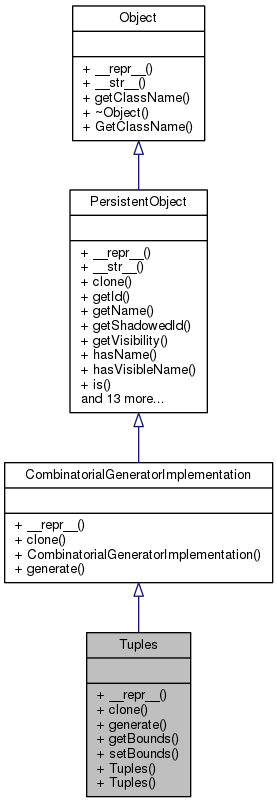 Object
+ __repr__()
+ __str__()
+ getClassName()
+ ~Object()
+ GetClassName()
PersistentObject
+ __repr__()
+ __str__()
+ clone()
+ getId()
+ getName()
+ getShadowedId()
+ getVisibility()
+ hasName()
+ hasVisibleName()
+ is()
and 13 more...
CombinatorialGeneratorImplementation
+ __repr__()
+ clone()
+ CombinatorialGeneratorImplementation()
+ generate()
Tuples
+ __repr__()
+ clone()
+ generate()
+ getBounds()
+ setBounds()
+ Tuples()
+ Tuples()